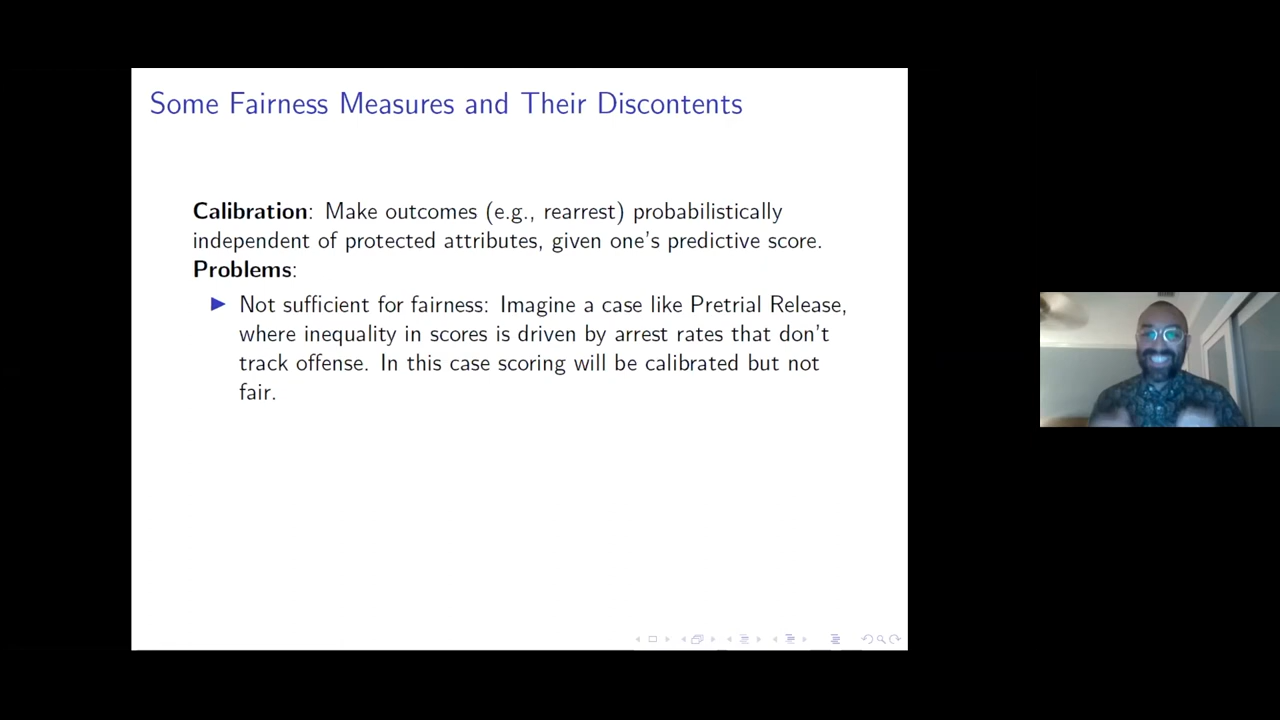 Some Fairness Measures and Their Discontents
Calibration: Make outcomes (e.g., rearrest) probabilistically
independent of protected attributes, given one's predictive score.
Problems:
Not sufficient for fairness: Imagine a case like Pretrial Release,
where inequality in scores is driven by arrest rates that don't
track offense. In this case scoring will be calibrated but not
fair.